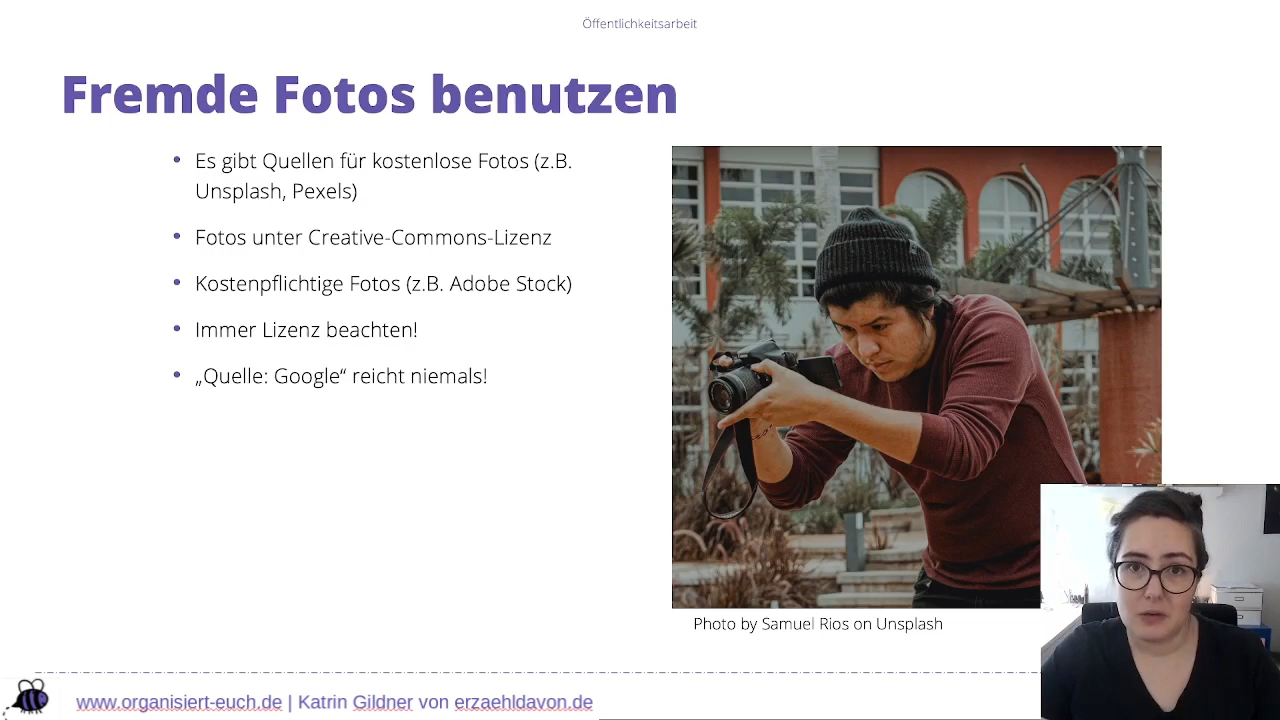 Öffentlichkeitsarbeit
Fremde Fotos benutzen
• Es gibt Quellen für kostenlose Fotos (z.B.
Unsplash, Pexels)
• Fotos unter Creative-Commons-Lizenz
• Kostenpflichtige Fotos (z.B. Adobe Stock)
• Immer Lizenz beachten!
• „Quelle: Google“ reicht niemals!
Photo by Samuel Rios on Unsplash
www.organisiert-euch.de | Katrin Gildner von erzaehldavon.de